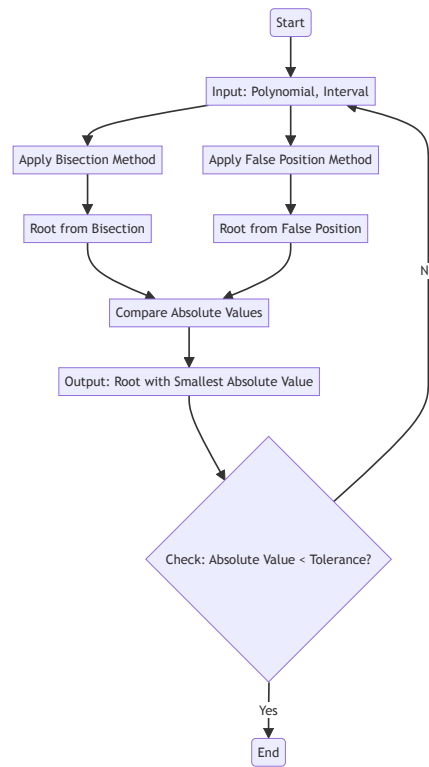 Start
Input: Polynomial, Interval
Apply Bisection Method
Apply False Position Method
Root from Bisection
Root from False Position
N
Compare Absolute Values
Output: Root with Smallest Absolute Value
Check: Absolute Value < Tolerance?
Yes
End